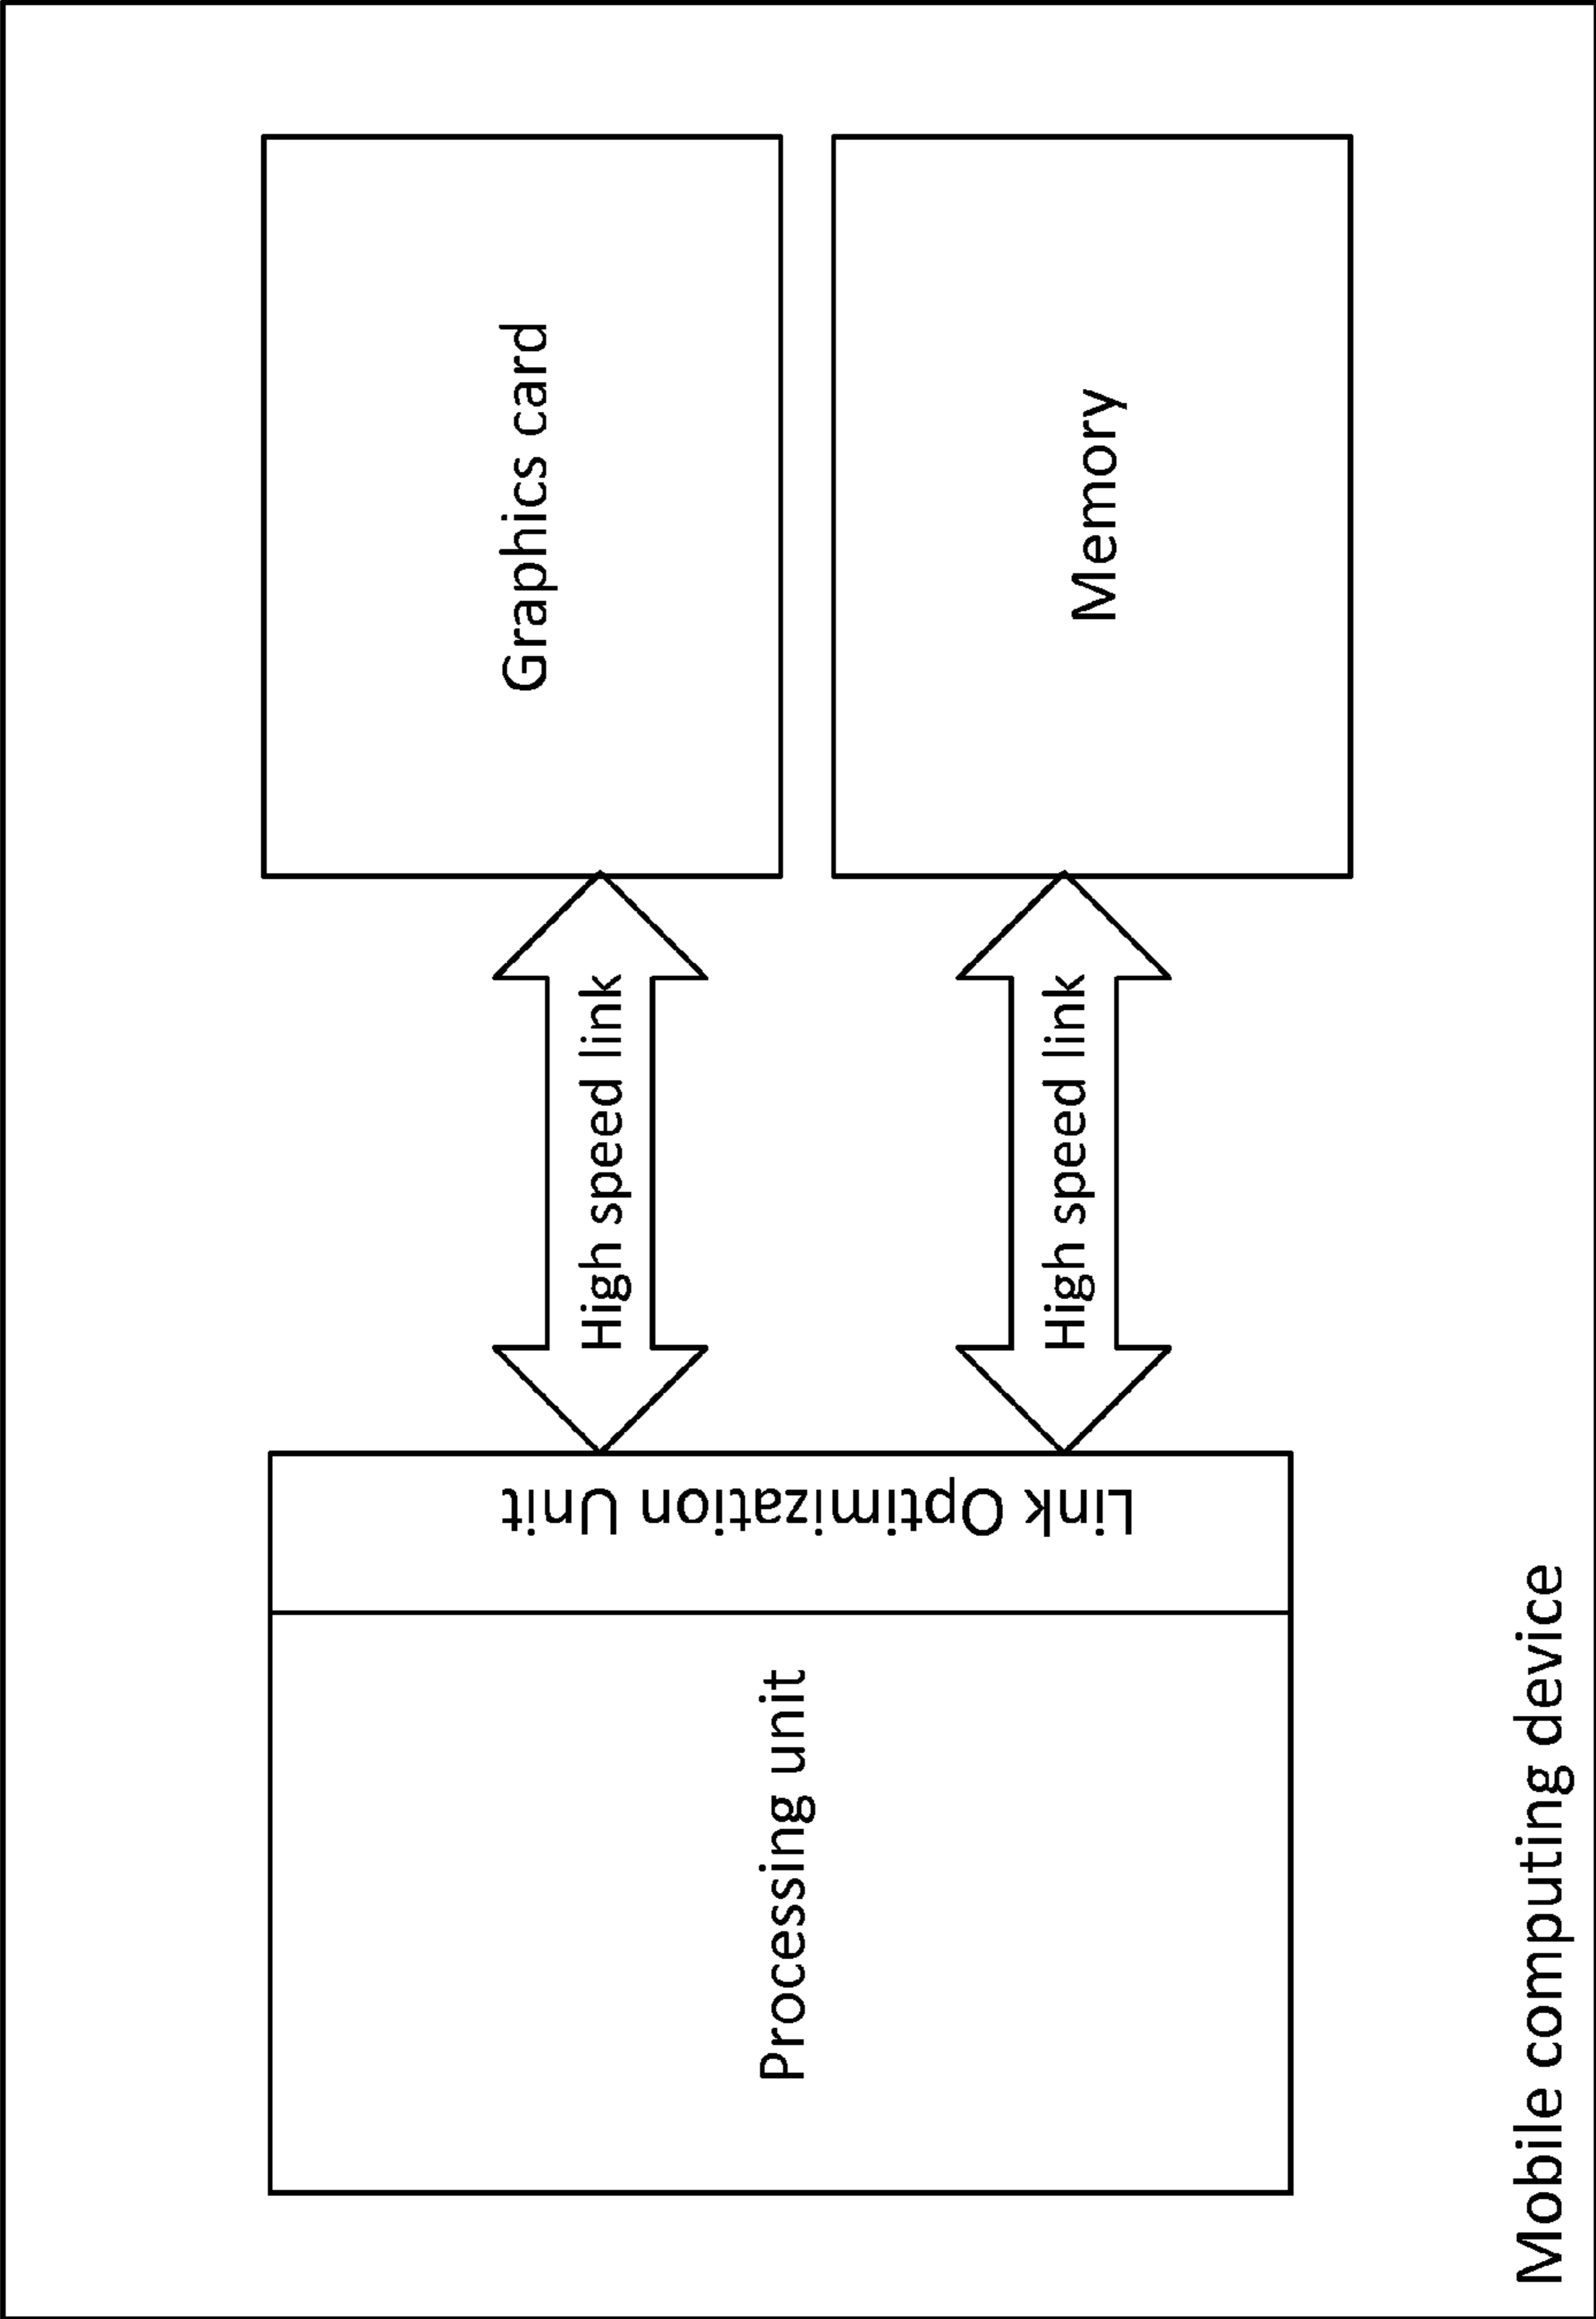 Processing unit
Link Optimization Unit
High speed link
High speed link
Graphics card
Memory
Mobile computing device